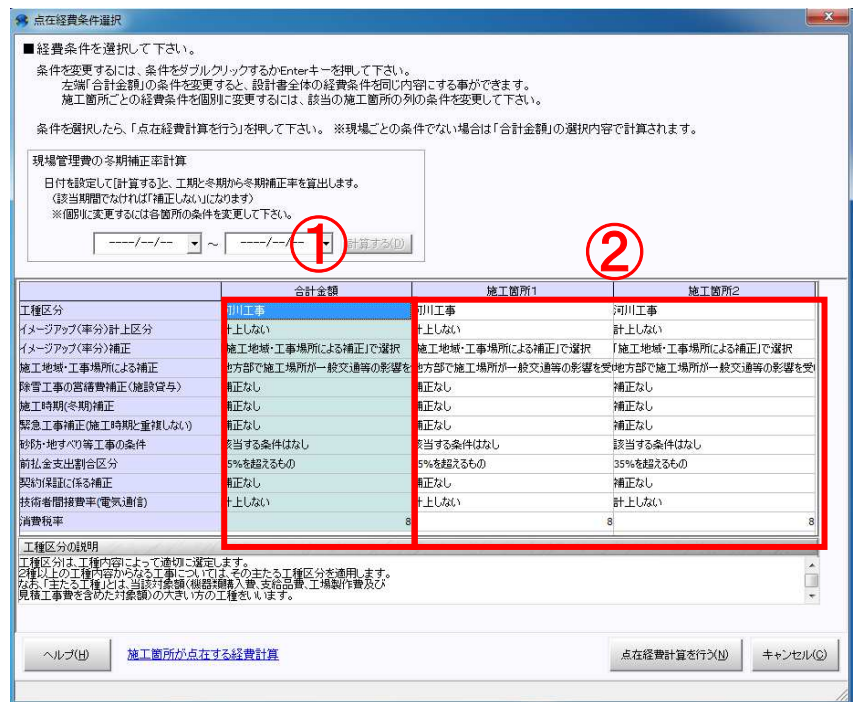 点在経費条件選択
■経費条件を選択して下さい。
条件を変更するには、条件をダブルクリックするかEnterキーを押して下さい。
左端「合計金額」の条件を変更すると、設計書全体の経費条件を同じ内容にする事ができます。
施工箇所ごとの経費条件を個別に変更するには、該当の施工箇所の列の条件を変更して下さい。
条件を選択したら、「点在経費計算を行う」を押して下さい。 ※現場ごとの条件でない場合は「合計金額」の選択内容で計算されます。
現場管理費の冬期補正率計算
日付を設定して[計算する]と、工期と冬期から冬期補正率を算出します。
(該当期間でなければ「補正しない」になります)
※個別に変更するには各箇所の条件を変更して下さい。
----/--/-- ～ ----/--/-- 計算する(D)
① ②
合計金額 施工箇所1 施工箇所2
工種区分 河川工事 河川工事 河川工事
イメージアップ(率分)計上区分 計上しない 計上しない 計上しない
イメージアップ(率分)補正 「施工地域・工事場所による補正」で選択 「施工地域・工事場所による補正」で選択 「施工地域・工事場所による補正」で選択
施工地域・工事場所による補正 地方部で施工場所が一般交通等の影響を 地方部で施工場所が一般交通等の影響を受 地方部で施工場所が一般交通等の影響を受
除雪工事の営繕費補正(施設貸与) 補正なし 補正なし 補正なし
施工時期(冬期)補正 補正なし 補正なし 補正なし
緊急工事補正(施工時期と重複しない) 補正なし 補正なし 補正なし
砂防・地すべり等工事の条件 該当する条件はなし 該当する条件はなし 該当する条件はなし
前払金支出割合区分 35%を超えるもの 35%を超えるもの 35%を超えるもの
契約保証に係る補正 補正なし 補正なし 補正なし
技術者間接費率(電気通信) 計上しない 計上しない 計上しない
消費税率 8 8 8
工種区分の説明
工種区分は、工種内容によって適切に選定します。
2種以上の工種内容からなる工事については、その主たる工種区分を適用します。
なお、「主たる工種」とは、当該対象額(機器類購入費、支給品費、工場製作費及び
見積工事費を含めた対象額)の大きい方の工種をいいます。
ヘルプ(H) 施工箇所が点在する経費計算 点在経費計算を行う(N) キャンセル(C)